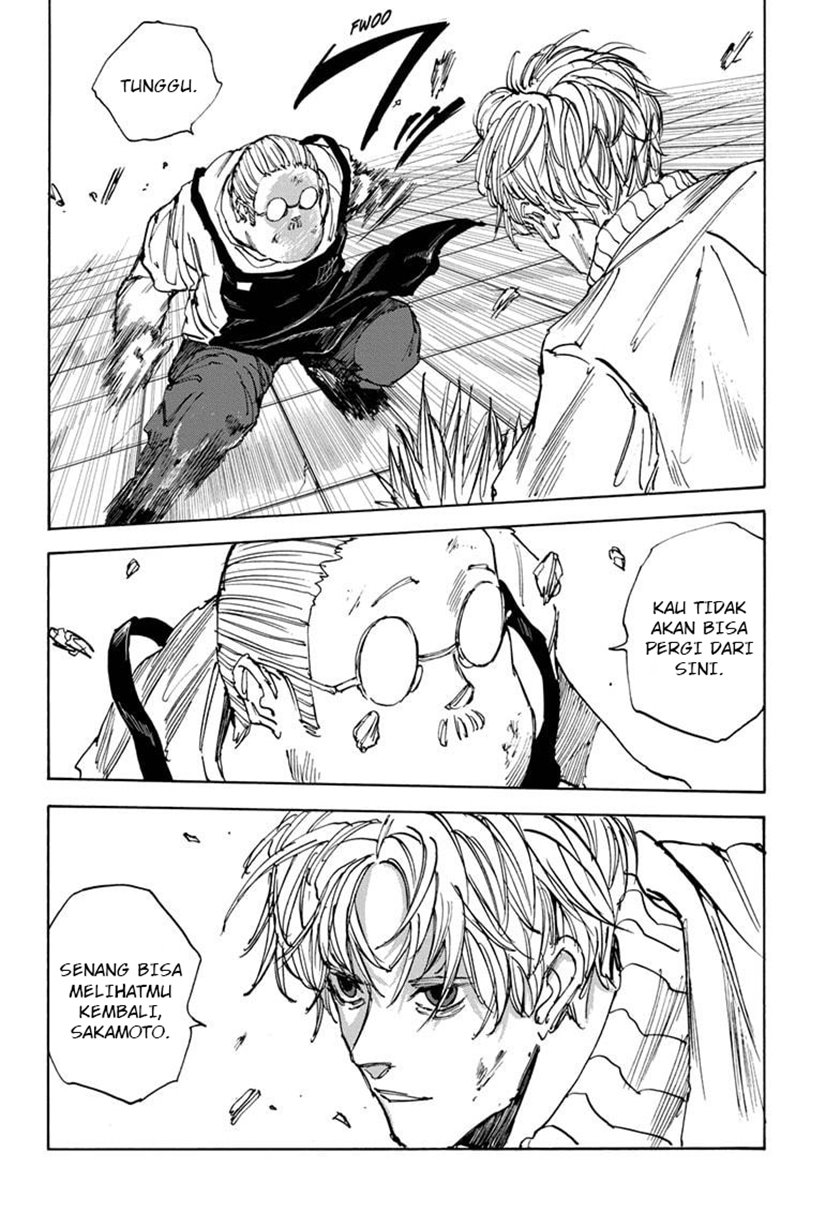 FWOO
TUNGGU.
KAU TIDAK
AKAN BISA
PERGI DARI
SINI.
SENANG BISA
MELIHATMU
KEMBALI,
SAKAMOTO.